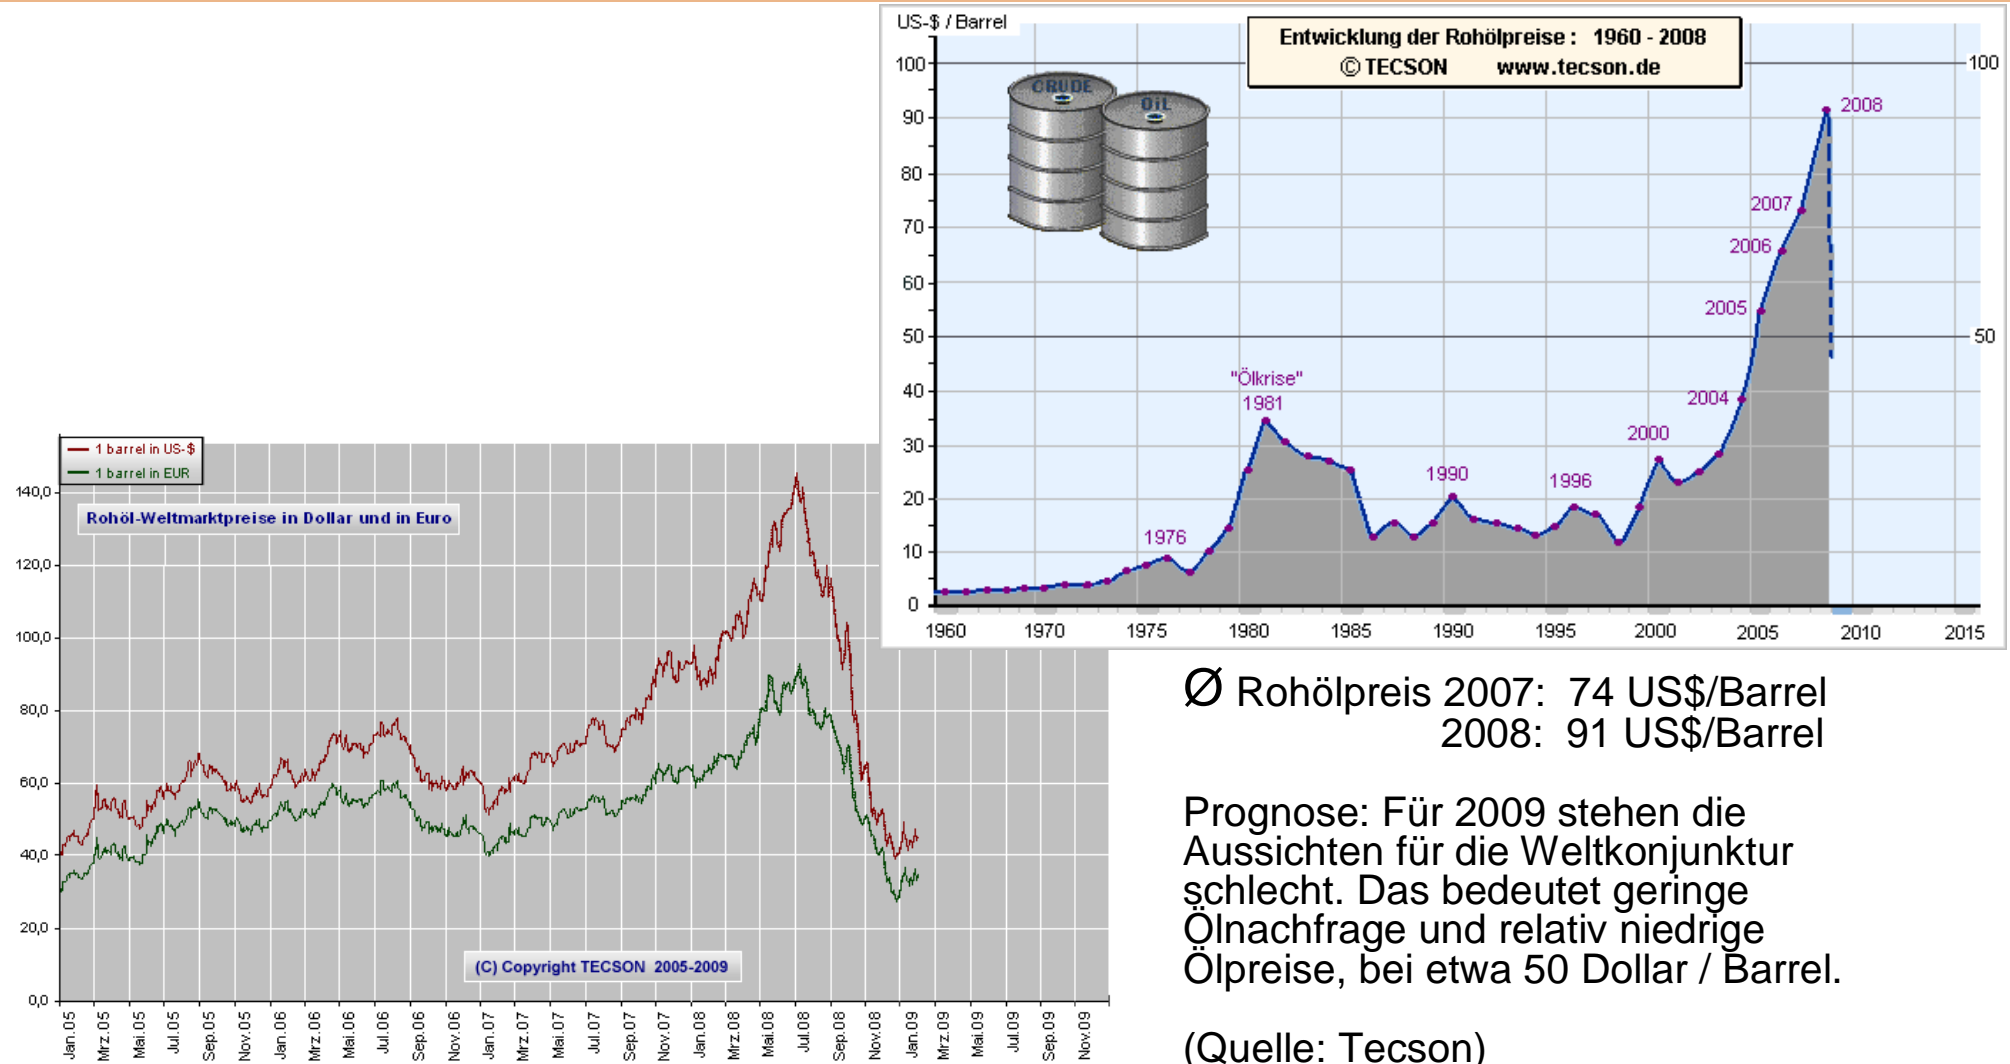 US-$ / Barrel
Entwicklung der Rohölpreise : 1960 - 2008
© TECSON www.tecson.de
CRUDE
OIL
100
90
80
70
60
50
40
30
20
10
0
100
50
1976
"Ölkrise"
1981
1990
1996
2000
2004
2005
2006
2007
2008
1960 1970 1975 1980 1985 1990 1995 2000 2005 2010 2015
1 barrel in US-$
1 barrel in EUR
Rohöl-Weltmarktpreise in Dollar und in Euro
140,0
120,0
100,0
80,0
60,0
40,0
20,0
0,0
(C) Copyright TECSON 2005-2009
Jan.05 Mrz.05 Mai.05 Jul.05 Sep.05 Nov.05 Jan.06 Mrz.06 Mai.06 Jul.06 Sep.06 Nov.06 Jan.07 Mrz.07 Mai.07 Jul.07 Sep.07 Nov.07 Jan.08 Mrz.08 Mai.08 Jul.08 Sep.08 Nov.08 Jan.09 Mrz.09 Mai.09 Jul.09 Sep.09 Nov.09
Ø Rohölpreis 2007: 74 US$/Barrel
2008: 91 US$/Barrel
Prognose: Für 2009 stehen die
Aussichten für die Weltkonjunktur
schlecht. Das bedeutet geringe
Ölnachfrage und relativ niedrige
Ölpreise, bei etwa 50 Dollar / Barrel.
(Quelle: Tecson)